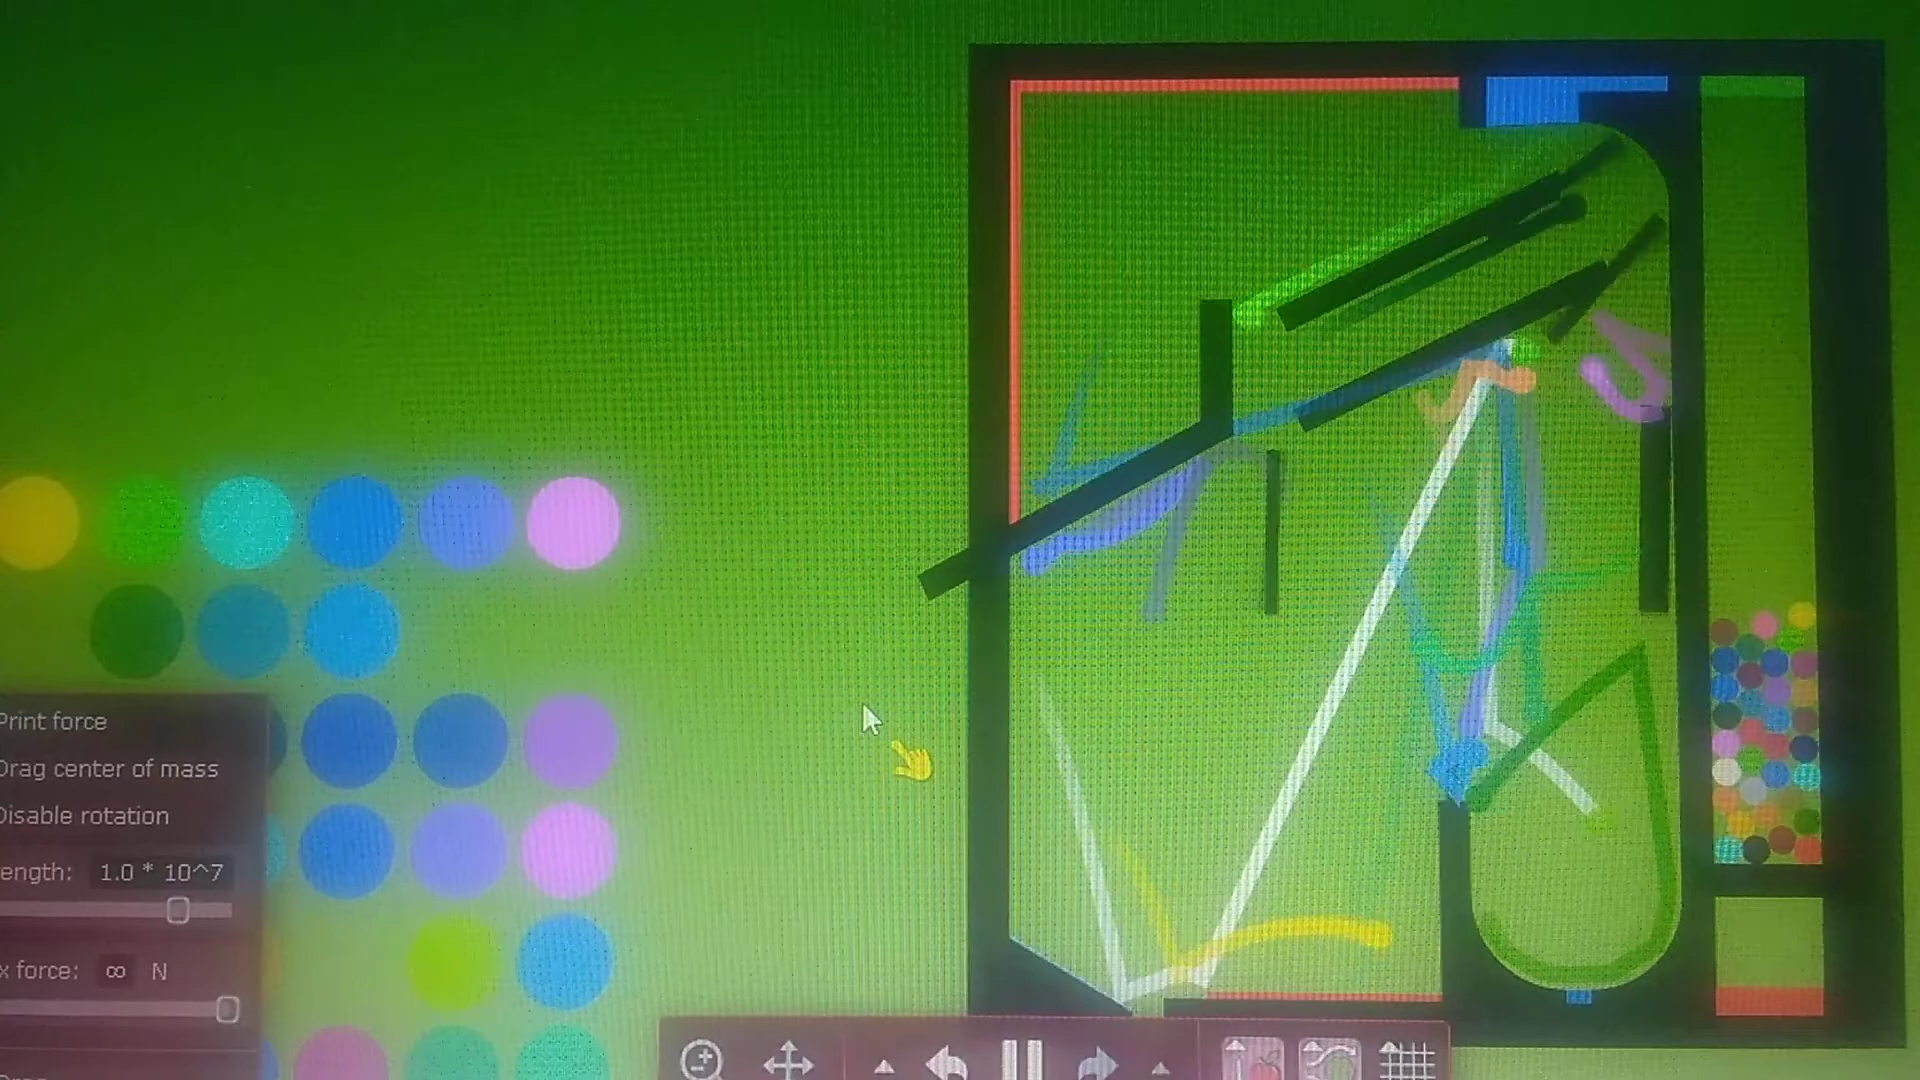 Print force
Drag center of mass
Disable rotation
ength: 1.0 * 10^7
x force: ∞ N